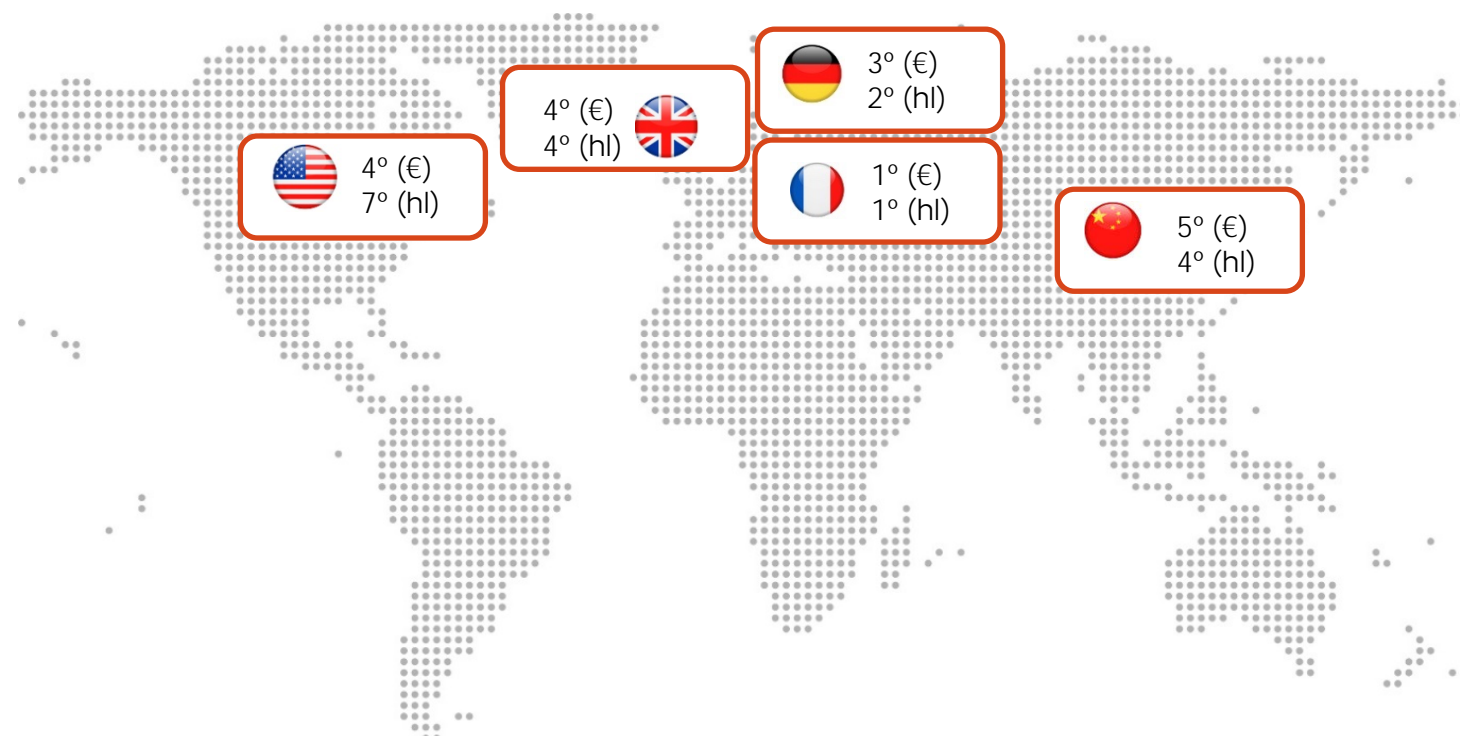 4º (€)
7º (hl)
4º (€)
4º (hl)
3º (€)
2º (hl)
1º (€)
1º (hl)
5º (€)
4º (hl)